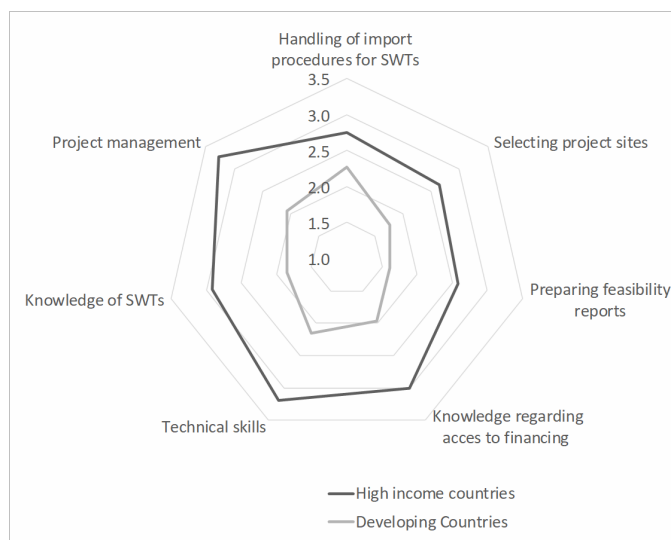 Handling of import
procedures for SWTs
3.5
3.0
2.5
2.0
1.5
1.0
Project management
Selecting project sites
Knowledge of SWTs
Preparing feasibility
reports
Technical skills
Knowledge regarding
acces to financing
High income countries
Developing Countries